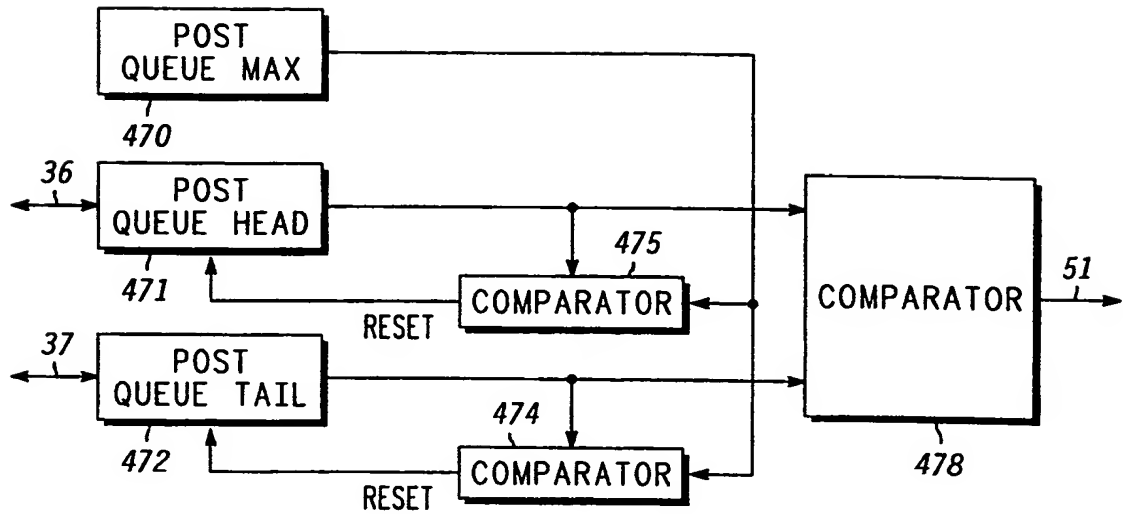 POST
QUEUE MAX
470
36
POST
QUEUE HEAD
471
475
COMPARATOR
RESET
COMPARATOR
51
478
37
POST
QUEUE TAIL
472
474
COMPARATOR
RESET